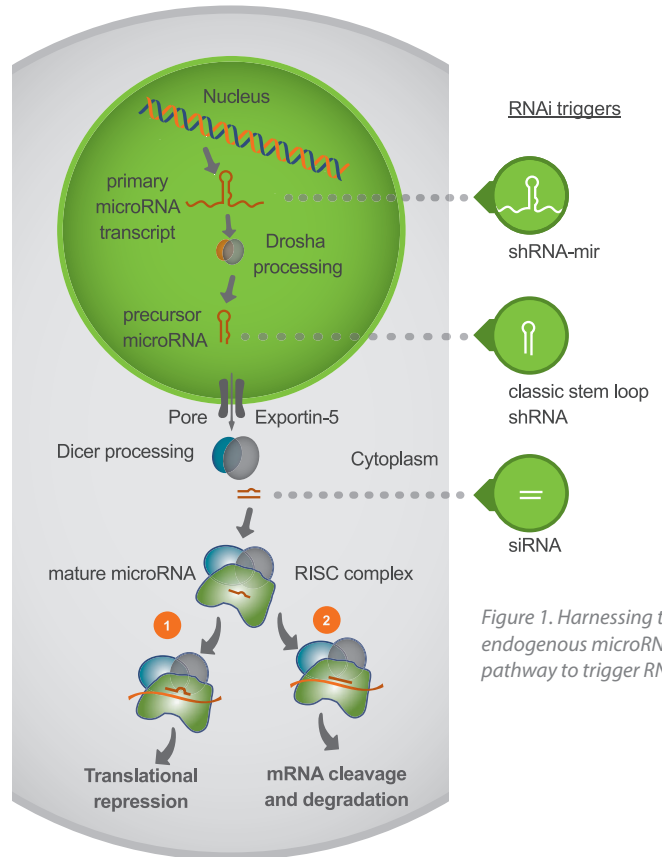 Nucleus
RNAi triggers
primary
microRNA
transcript
Drosha
processing
shRNA-mir
precursor
microRNA
classic stem loop
shRNA
Pore
Exportin-5
Dicer processing
Cytoplasm
siRNA
mature microRNA
RISC complex
1
2
Figure 1. Harnessing
endogenous
pathway to trigger
Translational
repression
mRNA cleavage
and degradation